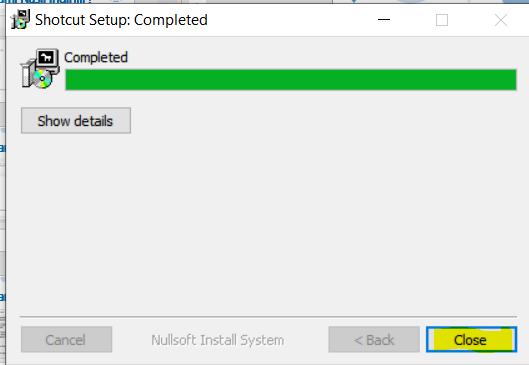 Shotcut Setup: Completed
Completed
Show details
Cancel
Nullsoft Install System
< Back
Close